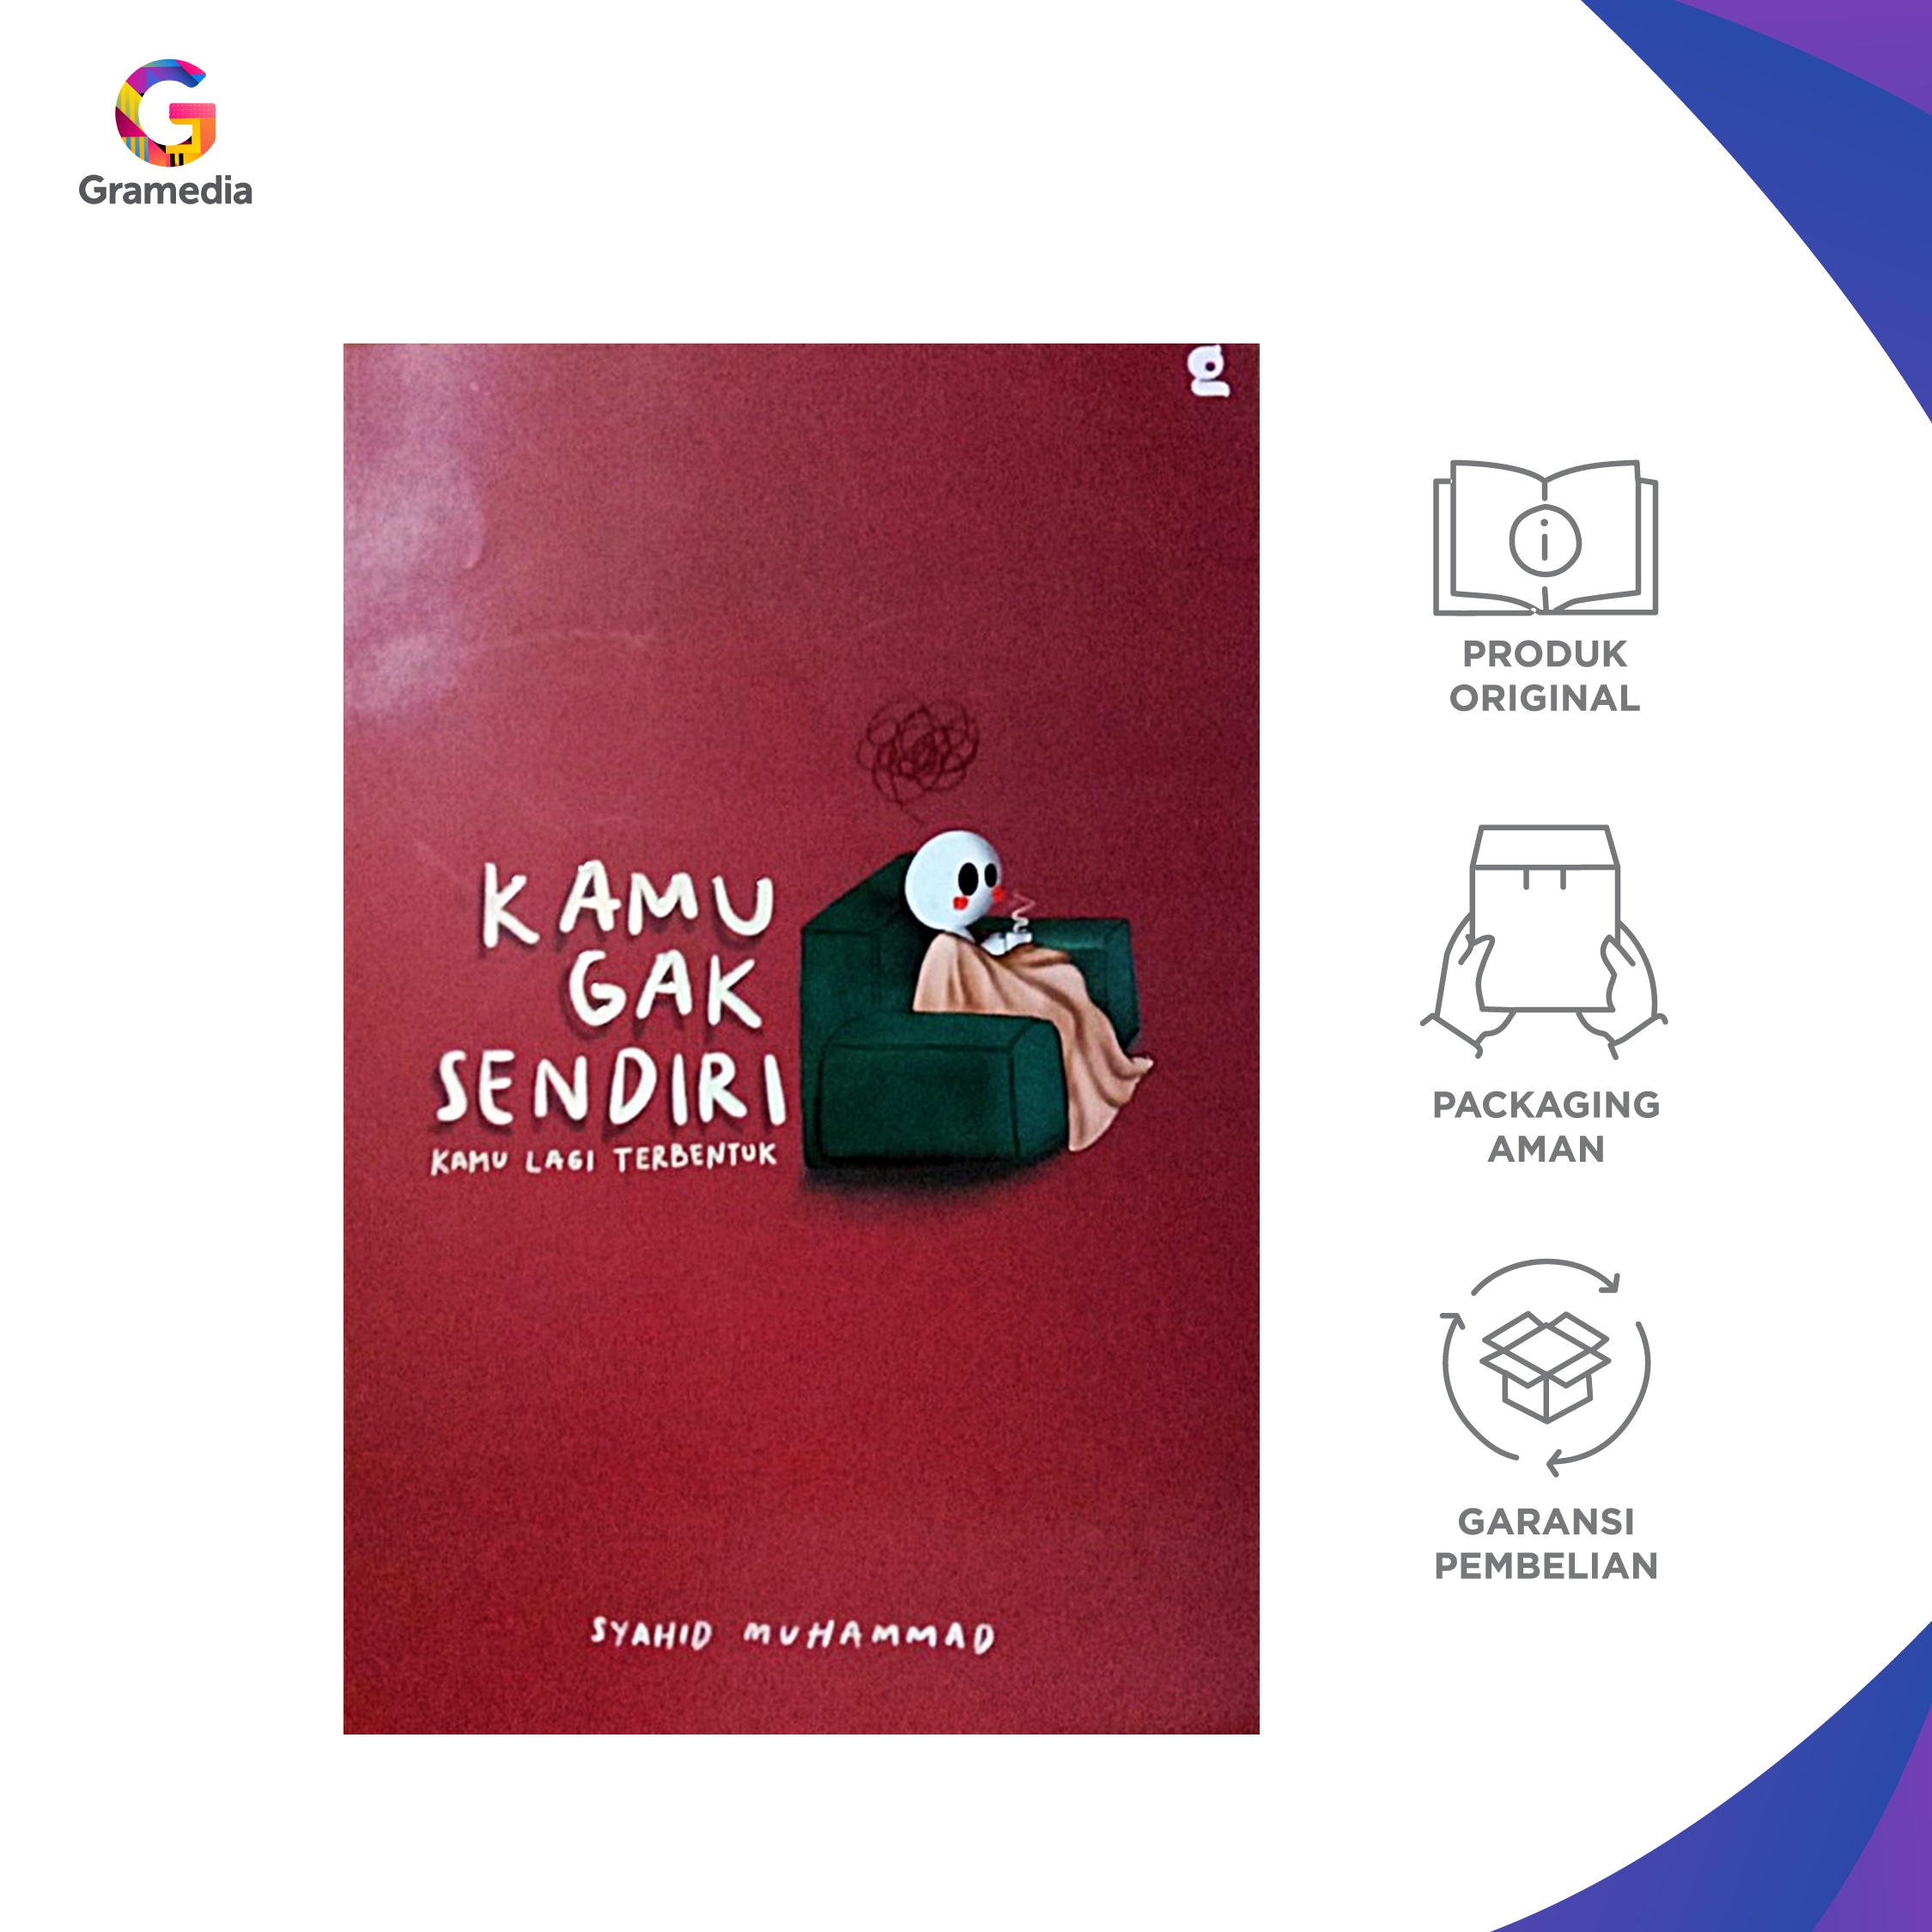 Gramedia
g
KAMU
GAK
SENDIRI
KAMU LAGI TERBENTUK
SYAHID MUHAMMAD
PRODUK
ORIGINAL
PACKAGING
AMAN
GARANSI
PEMBELIAN